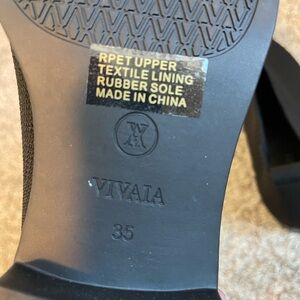 RPET UPPER
TEXTILE LINING
RUBBER SOLE
MADE IN CHINA
VIVAIA
35